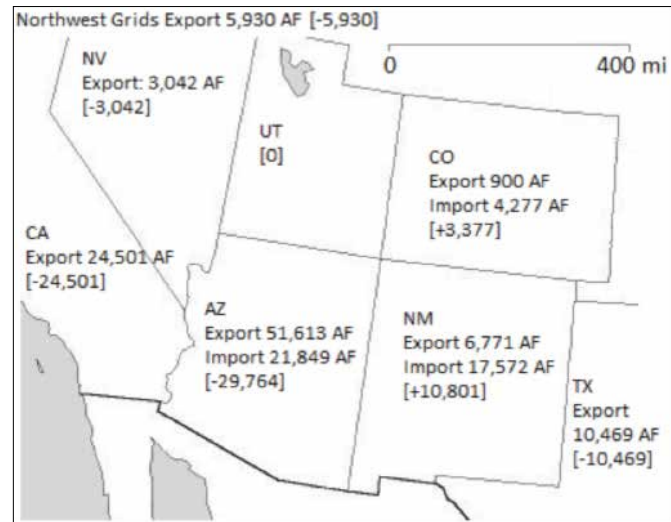 Northwest Grids Export 5,930 AF [-5,930]
0 400 mi
NV
Export: 3,042 AF
[-3,042]
UT
[0]
CO
Export 900 AF
Import 4,277 AF
[+3,377]
CA
Export 24,501 AF
[-24,501]
AZ
Export 51,613 AF
Import 21,849 AF
[-29,764]
NM
Export 6,771 AF
Import 17,572 AF
[+10,801]
TX
Export
10,469 AF
[-10,469]